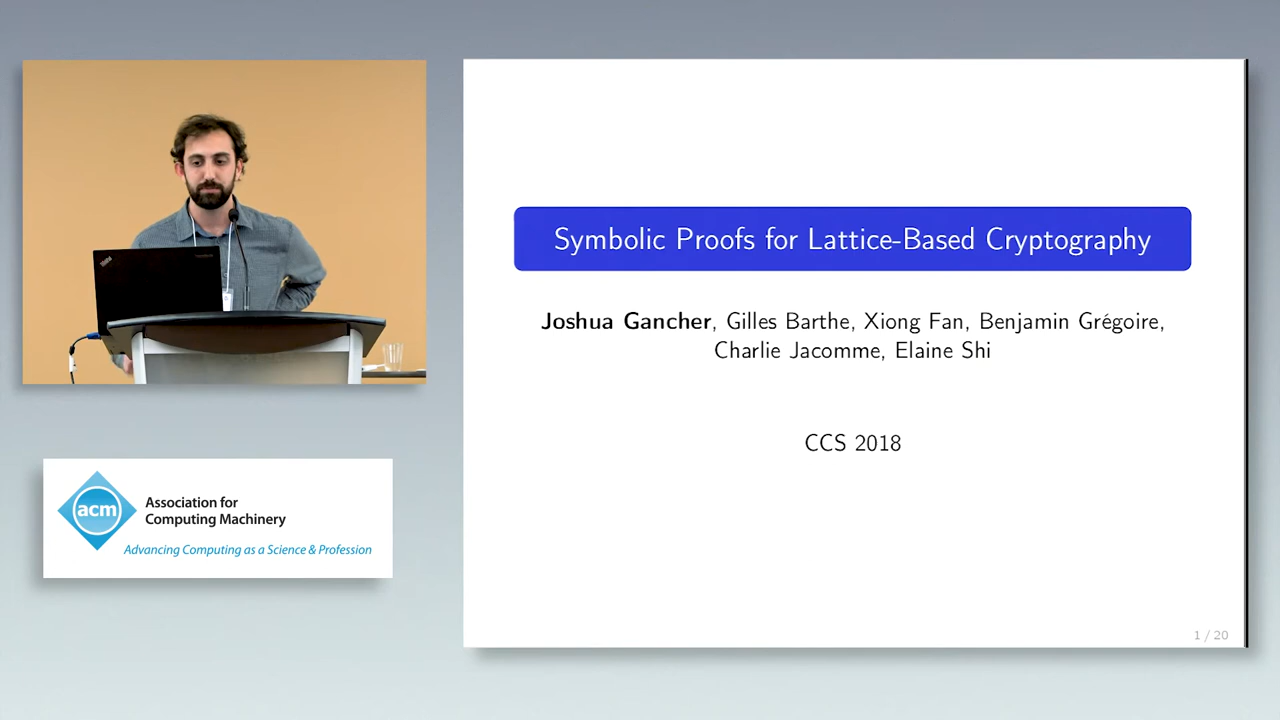 Symbolic Proofs for Lattice-Based Cryptography
Joshua Gancher, Gilles Barthe, Xiong Fan, Benjamin Grégoire,
Charlie Jacomme, Elaine Shi
CCS 2018
1 / 20
acm
Association for
Computing Machinery
Advancing Computing as a Science & Profession